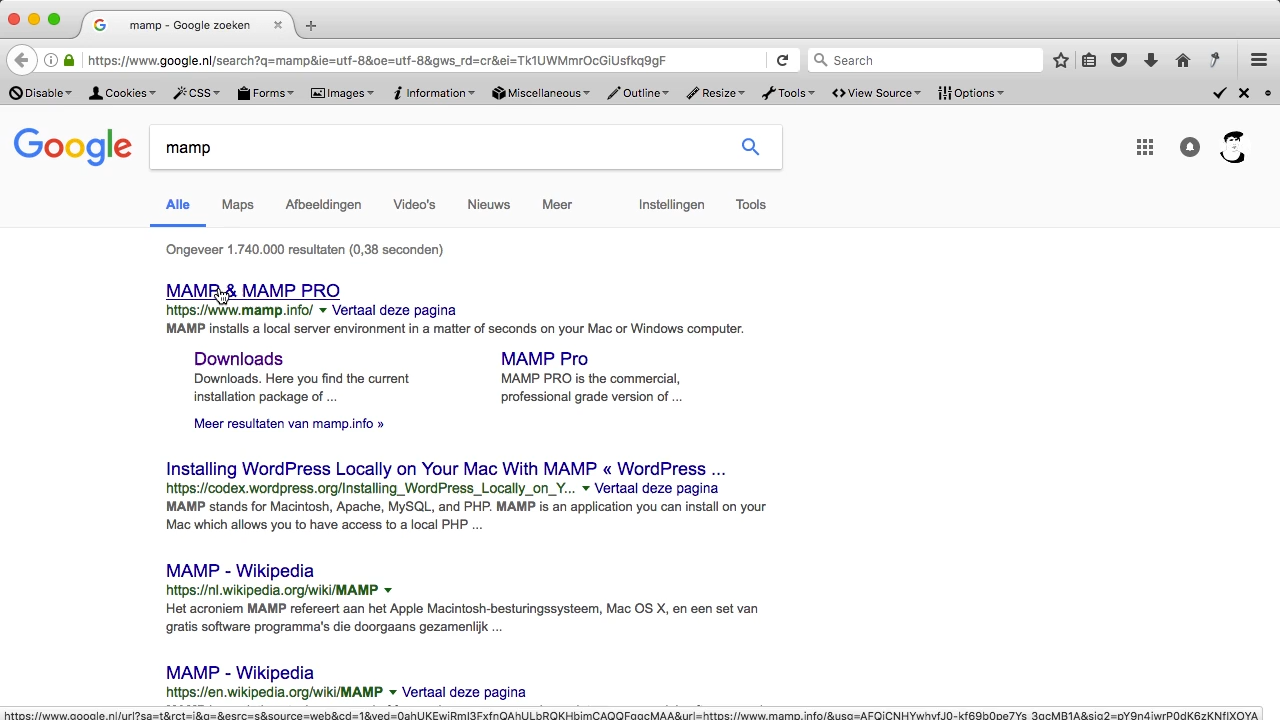 mamp - Google zoeken
https://www.google.nl/search?q=mamp&ie=utf-8&oe=utf-8&gws_rd=cr&ei=Tk1UWMmrOcGiUsfkq9gF
Search
Disable Cookies CSS Forms Images Information Miscellaneous Outline Resize Tools View Source Options
Google
mamp
Alle Maps Afbeeldingen Video's Nieuws Meer Instellingen Tools
Ongeveer 1.740.000 resultaten (0,38 seconden)
MAMP & MAMP PRO
https://www.mamp.info/ Vertaal deze pagina
MAMP installs a local server environment in a matter of seconds on your Mac or Windows computer.
Downloads
Downloads. Here you find the current
installation package of ...
MAMP Pro
MAMP PRO is the commercial,
professional grade version of ...
Meer resultaten van mamp.info »
Installing WordPress Locally on Your Mac With MAMP « WordPress ...
https://codex.wordpress.org/Installing_WordPress_Locally_on_Y... Vertaal deze pagina
MAMP stands for Macintosh, Apache, MySQL, and PHP. MAMP is an application you can install on your
Mac which allows you to have access to a local PHP ...
MAMP - Wikipedia
https://nl.wikipedia.org/wiki/MAMP
Het acroniem MAMP refereert aan het Apple Macintosh-besturingssysteem, Mac OS X, en een set van
gratis software programma's die doorgaans gezamenlijk ...
MAMP - Wikipedia
https://en.wikipedia.org/wiki/MAMP Vertaal deze pagina